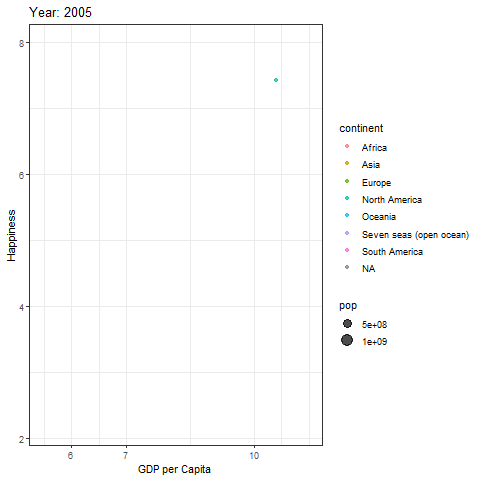 Year: 2005
8
6
4
2
Happiness
6 7 10
GDP per Capita
continent
Africa
Asia
Europe
North America
Oceania
Seven seas (open ocean)
South America
NA
pop
5e+08
1e+09